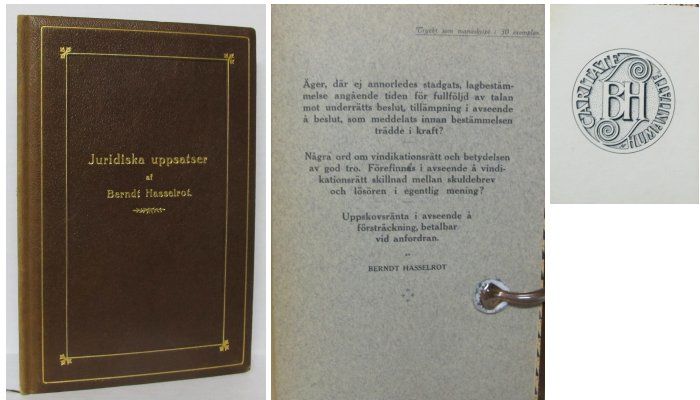 Juridiska uppsatser
af
Berndt Hasselrot.
Tryckt som manuskript i 30 exemplar.
Äger, där ej annorledes stadgats, lagbestäm-
melse angående tiden för fullföljd av talan
mot underrätts beslut, tillämpning i avseende
å beslut, som meddelats innan bestämmelsen
trädde i kraft?
Några ord om vindikationsrätt och betydelsen
av god tro. Förefinnes i avseende å vindi-
kationsrätt skillnad mellan skuldebrev
och lösören i egentlig mening?
Uppskovsränta i avseende å
försträckning, betalbar
vid anfordran.
av
BERNDT HASSELROT
BH